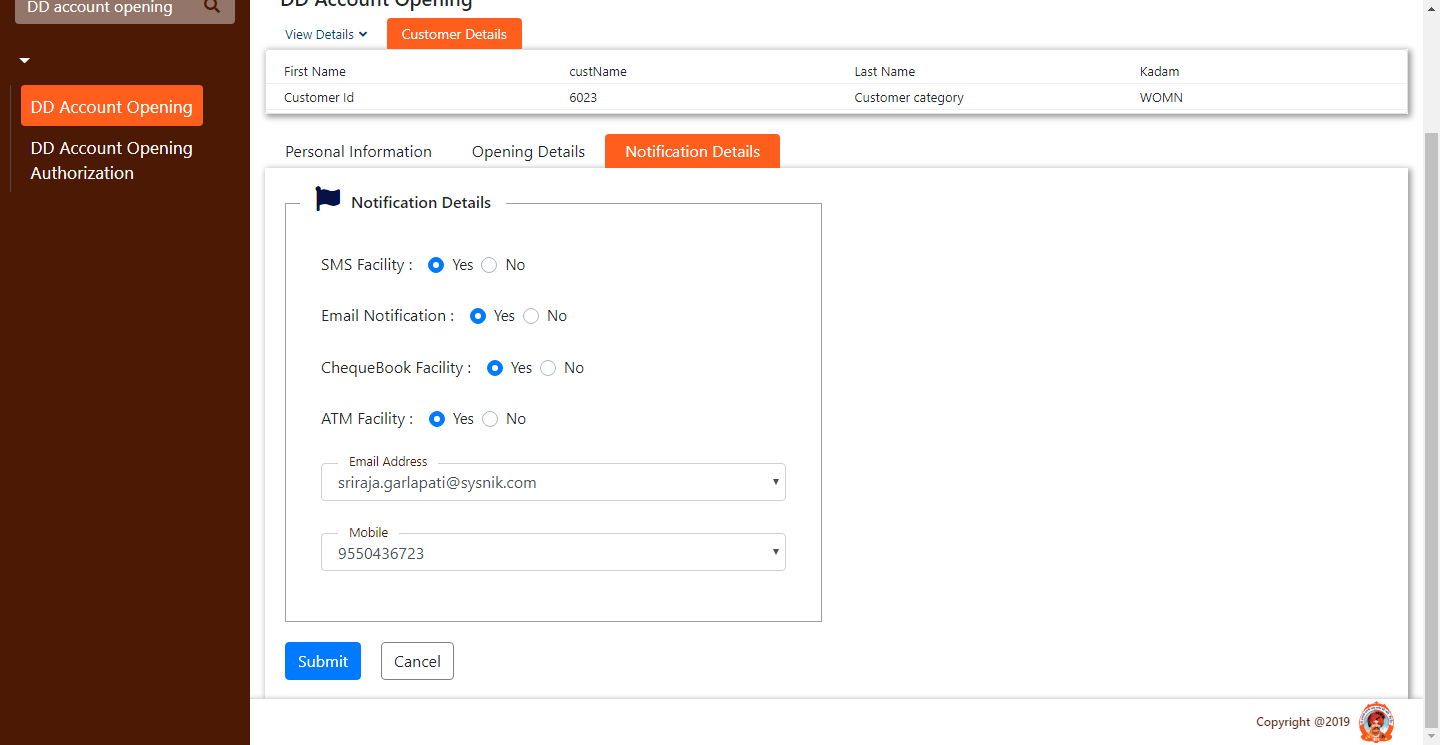 DD account opening
DD Account Opening
View Details Customer Details
First Name custName Last Name Kadam
Customer Id 6023 Customer category WOMN
DD Account Opening
DD Account Opening
Authorization
Personal Information Opening Details Notification Details
Notification Details
SMS Facility : Yes No
Email Notification : Yes No
ChequeBook Facility : Yes No
ATM Facility : Yes No
Email Address
sriraja.garlapati@sysnik.com
Mobile
9550436723
Submit Cancel
Copyright @2019